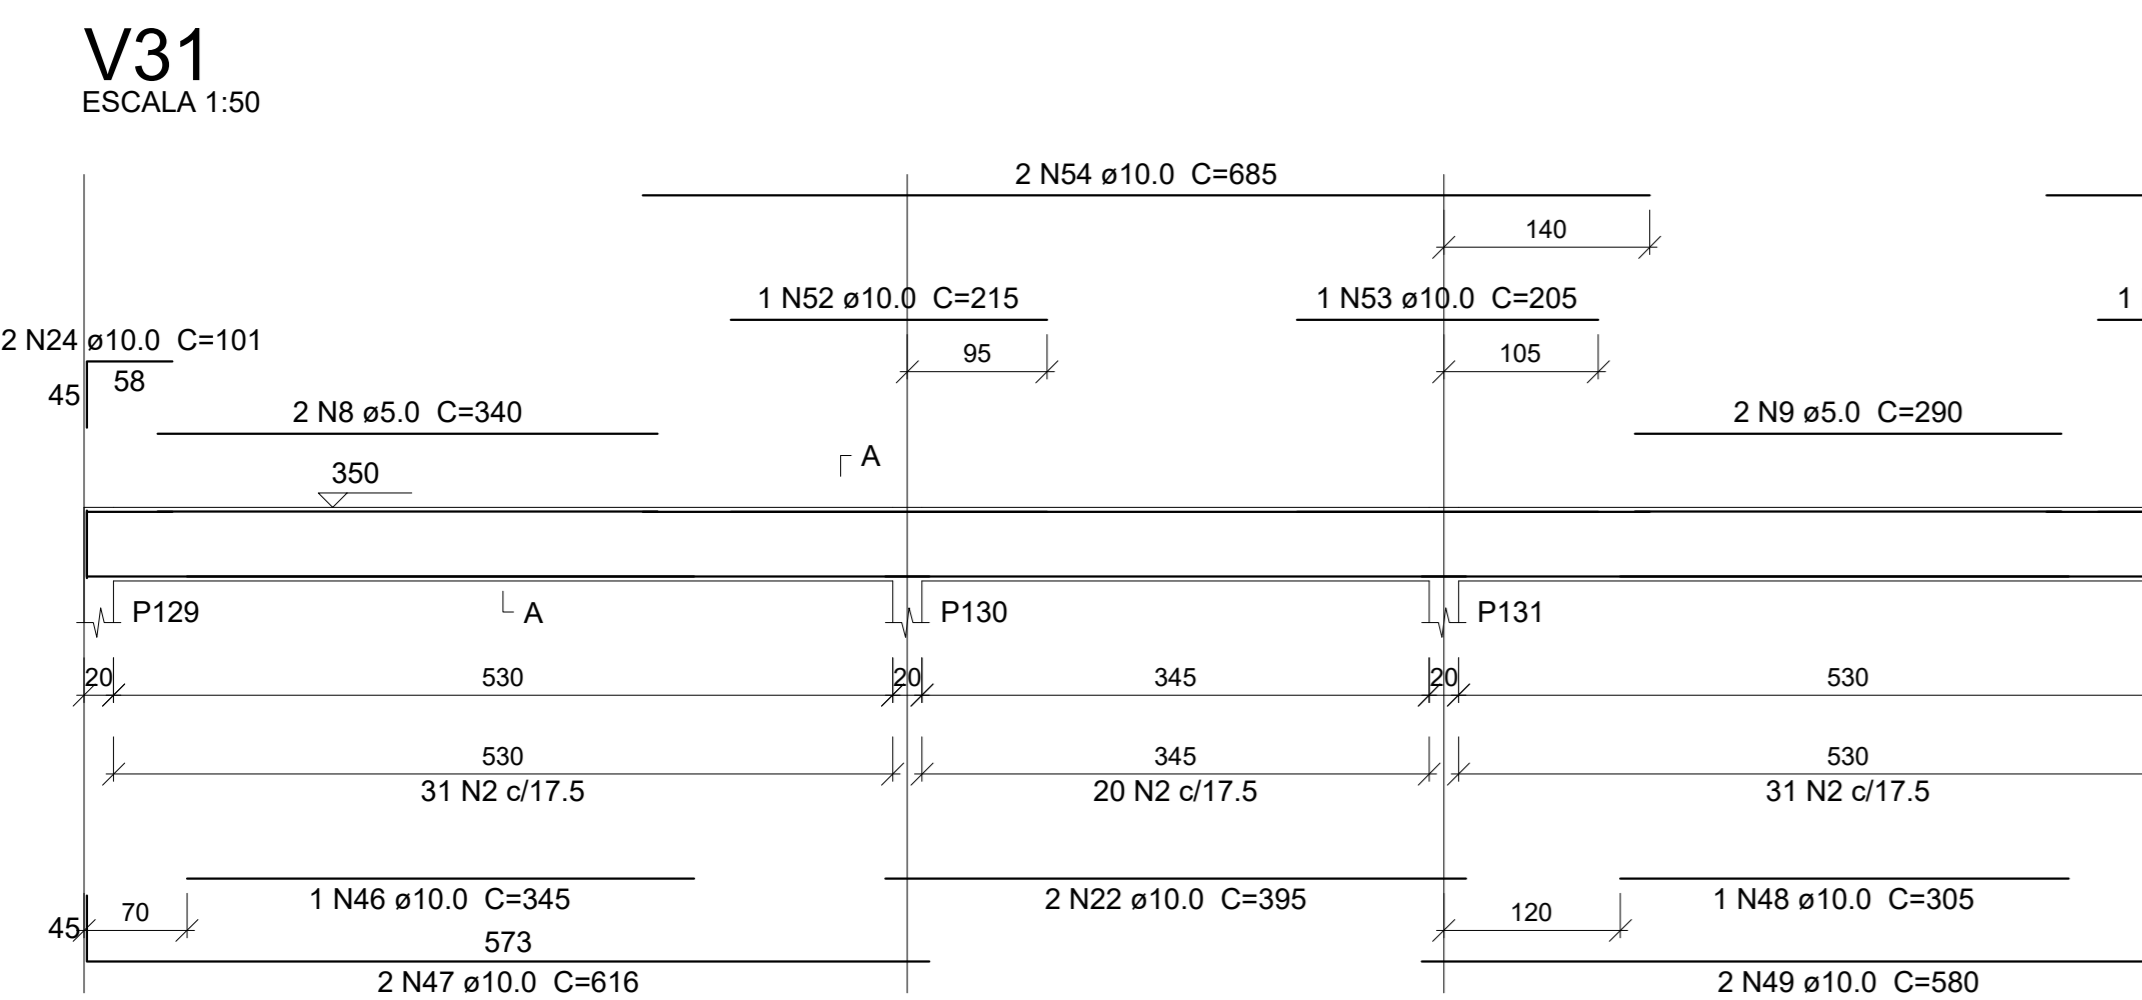 V31
ESCALA 1:50
2 N54 ø10.0 C=685
140
1 N52 ø10.0 C=215
1 N53 ø10.0 C=205
1
2 N24 ø10.0 C=101
95
105
58
45
2 N8 ø5.0 C=340
2 N9 ø5.0 C=290
A
350
P129
A
P130
P131
20
530
20
345
20
530
530
345
530
31 N2 c/17.5
20 N2 c/17.5
31 N2 c/17.5
1 N46 ø10.0 C=345
2 N22 ø10.0 C=395
1 N48 ø10.0 C=305
70
120
45
573
2 N47 ø10.0 C=616
2 N49 ø10.0 C=580